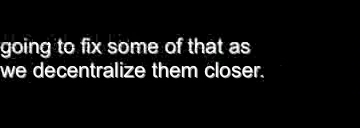 going to fix some of that as
we decentralize them closer.